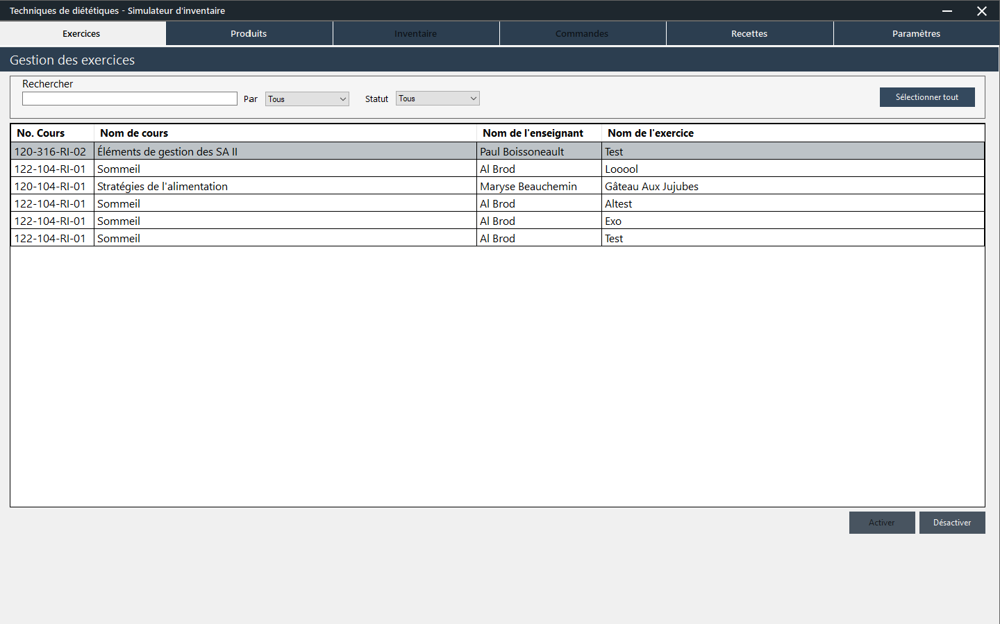 Techniques de diététiques - Simulateur d'inventaire
Exercices Produits Inventaire Commandes Recettes Paramètres
Gestion des exercices
Rechercher
Par Tous Statut Tous Sélectionner tout
No. Cours Nom de cours Nom de l'enseignant Nom de l'exercice
120-316-RI-02 Éléments de gestion des SA II Paul Boissoneault Test
122-104-RI-01 Sommeil Al Brod Looool
120-104-RI-01 Stratégies de l'alimentation Maryse Beauchemin Gâteau Aux Jujubes
122-104-RI-01 Sommeil Al Brod Altest
122-104-RI-01 Sommeil Al Brod Exo
122-104-RI-01 Sommeil Al Brod Test
Activer Désactiver